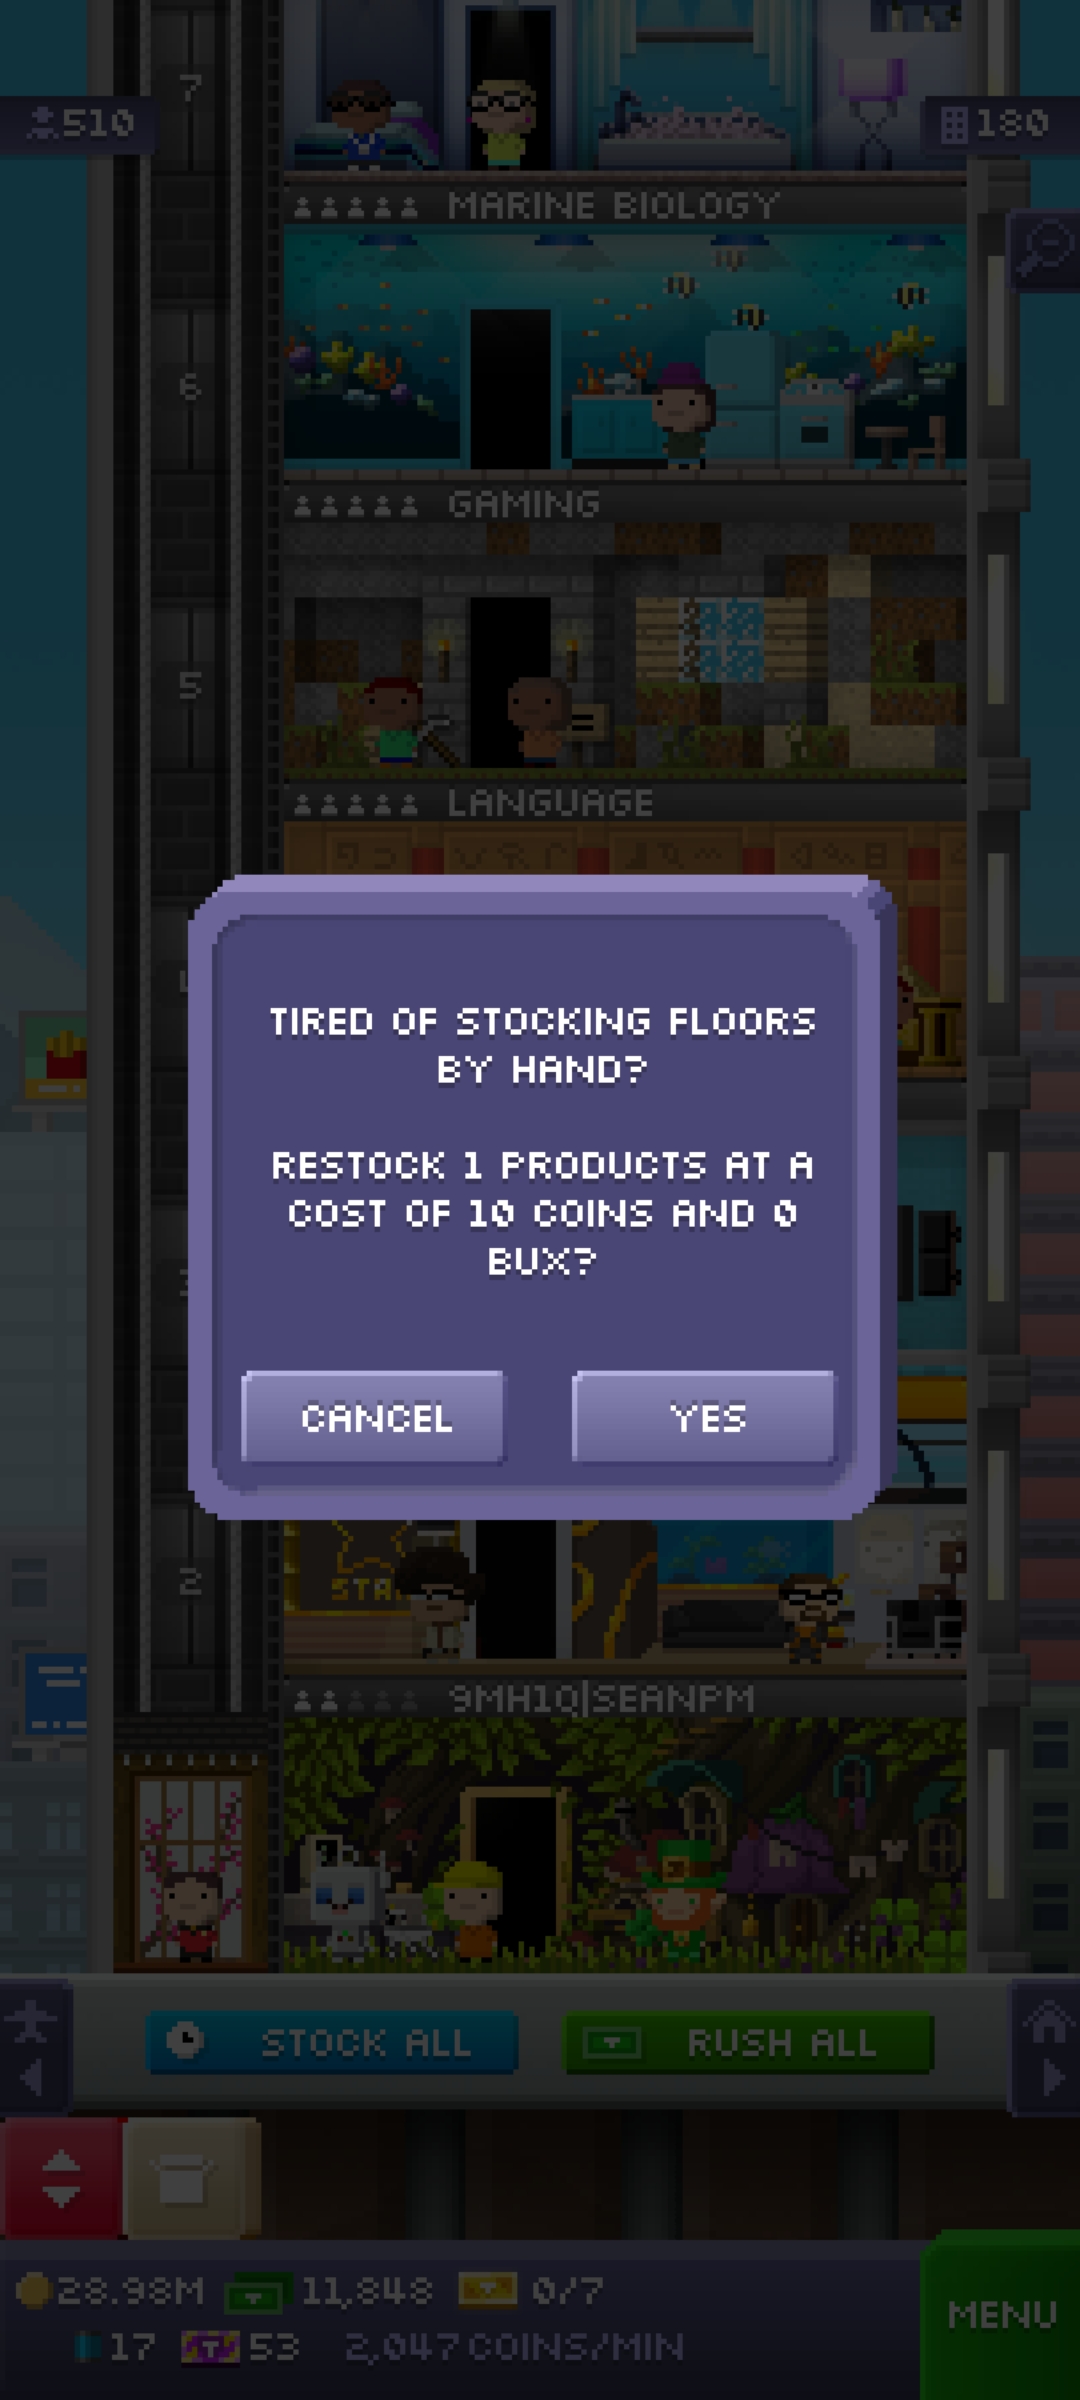 7
510
180
MARINE BIOLOGY
6
GAMING
5
LANGUAGE
TIRED OF STOCKING FLOORS
BY HAND?
RESTOCK 1 PRODUCTS AT A
COST OF 10 COINS AND 0
BUX?
CANCEL
YES
2
STA
9MH1Q|SEANPM
STOCK ALL
RUSH ALL
28.98M
11,848
0/7
17
53
2,047 COINS/MIN
MENU